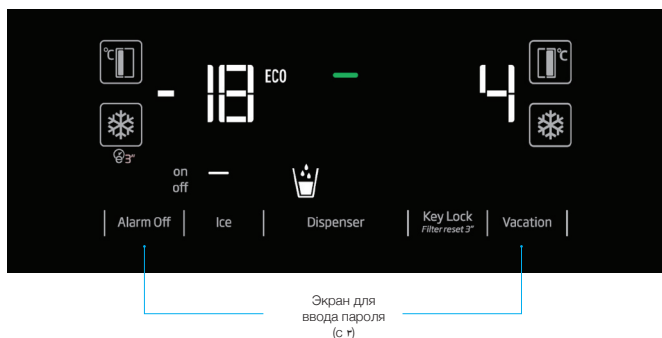 °C
°C
- 18 ECO
4
3"
on
off
Alarm Off
Ice
Dispenser
Key Lock
Filter reset 3"
Vacation
Экран для
ввода пароля
(с ۳)